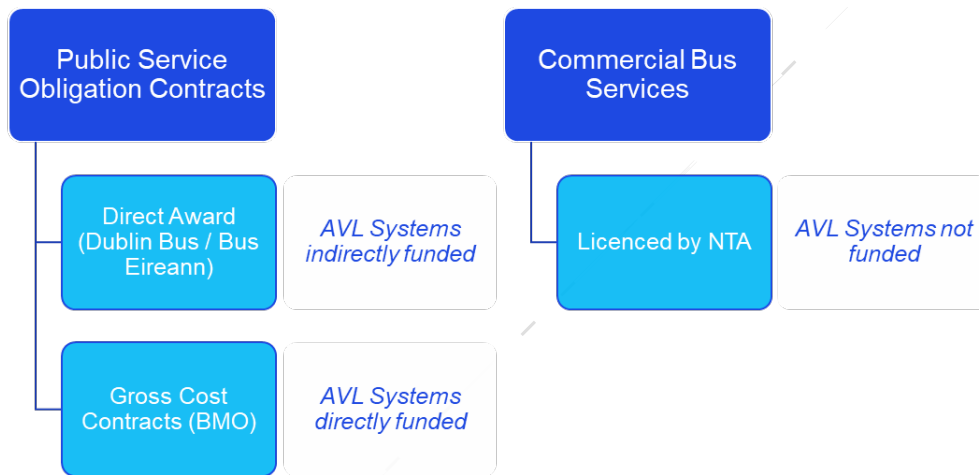 Public Service
Obligation Contracts
Commercial Bus
Services
Direct Award
(Dublin Bus / Bus
Eireann)
AVL Systems
indirectly funded
Licenced by NTA
AVL Systems not
funded
Gross Cost
Contracts (BMO)
AVL Systems
directly funded